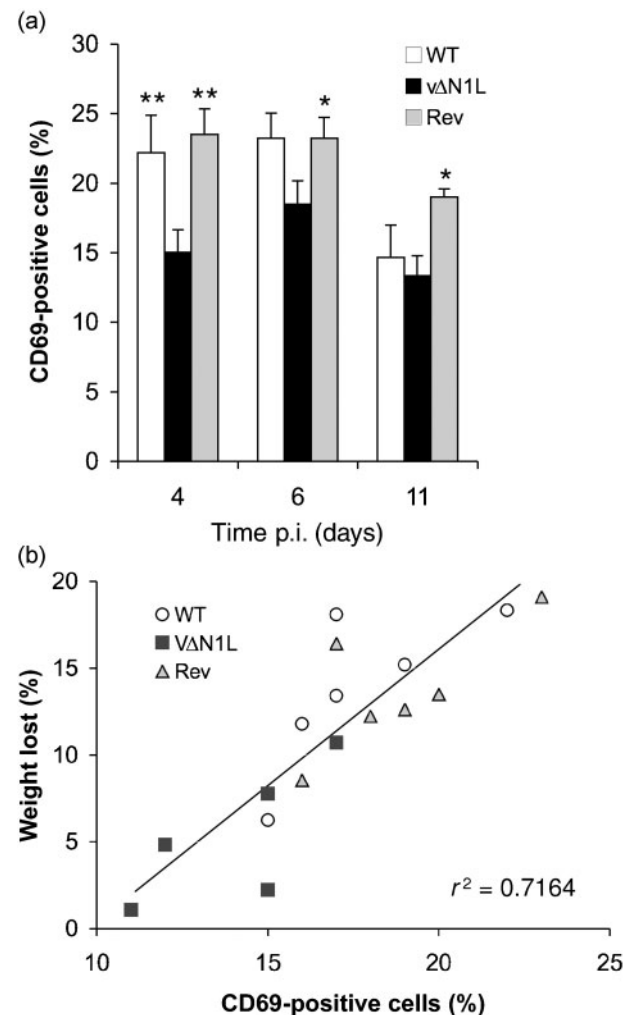 (a)
30
25
20
15
10
5
0
CD69-positive cells (%)
WT
vΔN1L
Rev
** ** * *
4 6 11
Time p.i. (days)
(b)
20
15
10
5
0
Weight lost (%)
WT
VΔN1L
Rev
r² = 0.7164
10 15 20 25
CD69-positive cells (%)